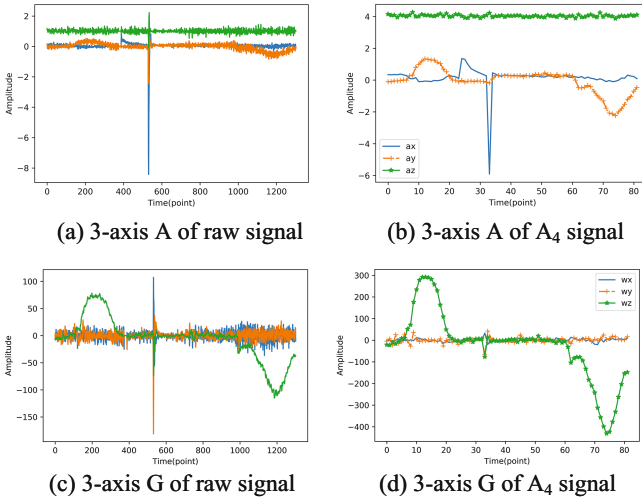 2
0
−2
−4
−6
−8
Amplitude
0 200 400 600 800 1000 1200
Time(point)
(a) 3-axis A of raw signal
4
2
0
−2
−4
−6
Amplitude
ax
ay
az
0 10 20 30 40 50 60 70 80
Time(point)
(b) 3-axis A of A₄ signal
100
50
0
−50
−100
−150
Amplitude
0 200 400 600 800 1000 1200
Time(point)
(c) 3-axis G of raw signal
300
200
100
0
−100
−200
−300
−400
Amplitude
wx
wy
wz
0 10 20 30 40 50 60 70 80
Time(point)
(d) 3-axis G of A₄ signal